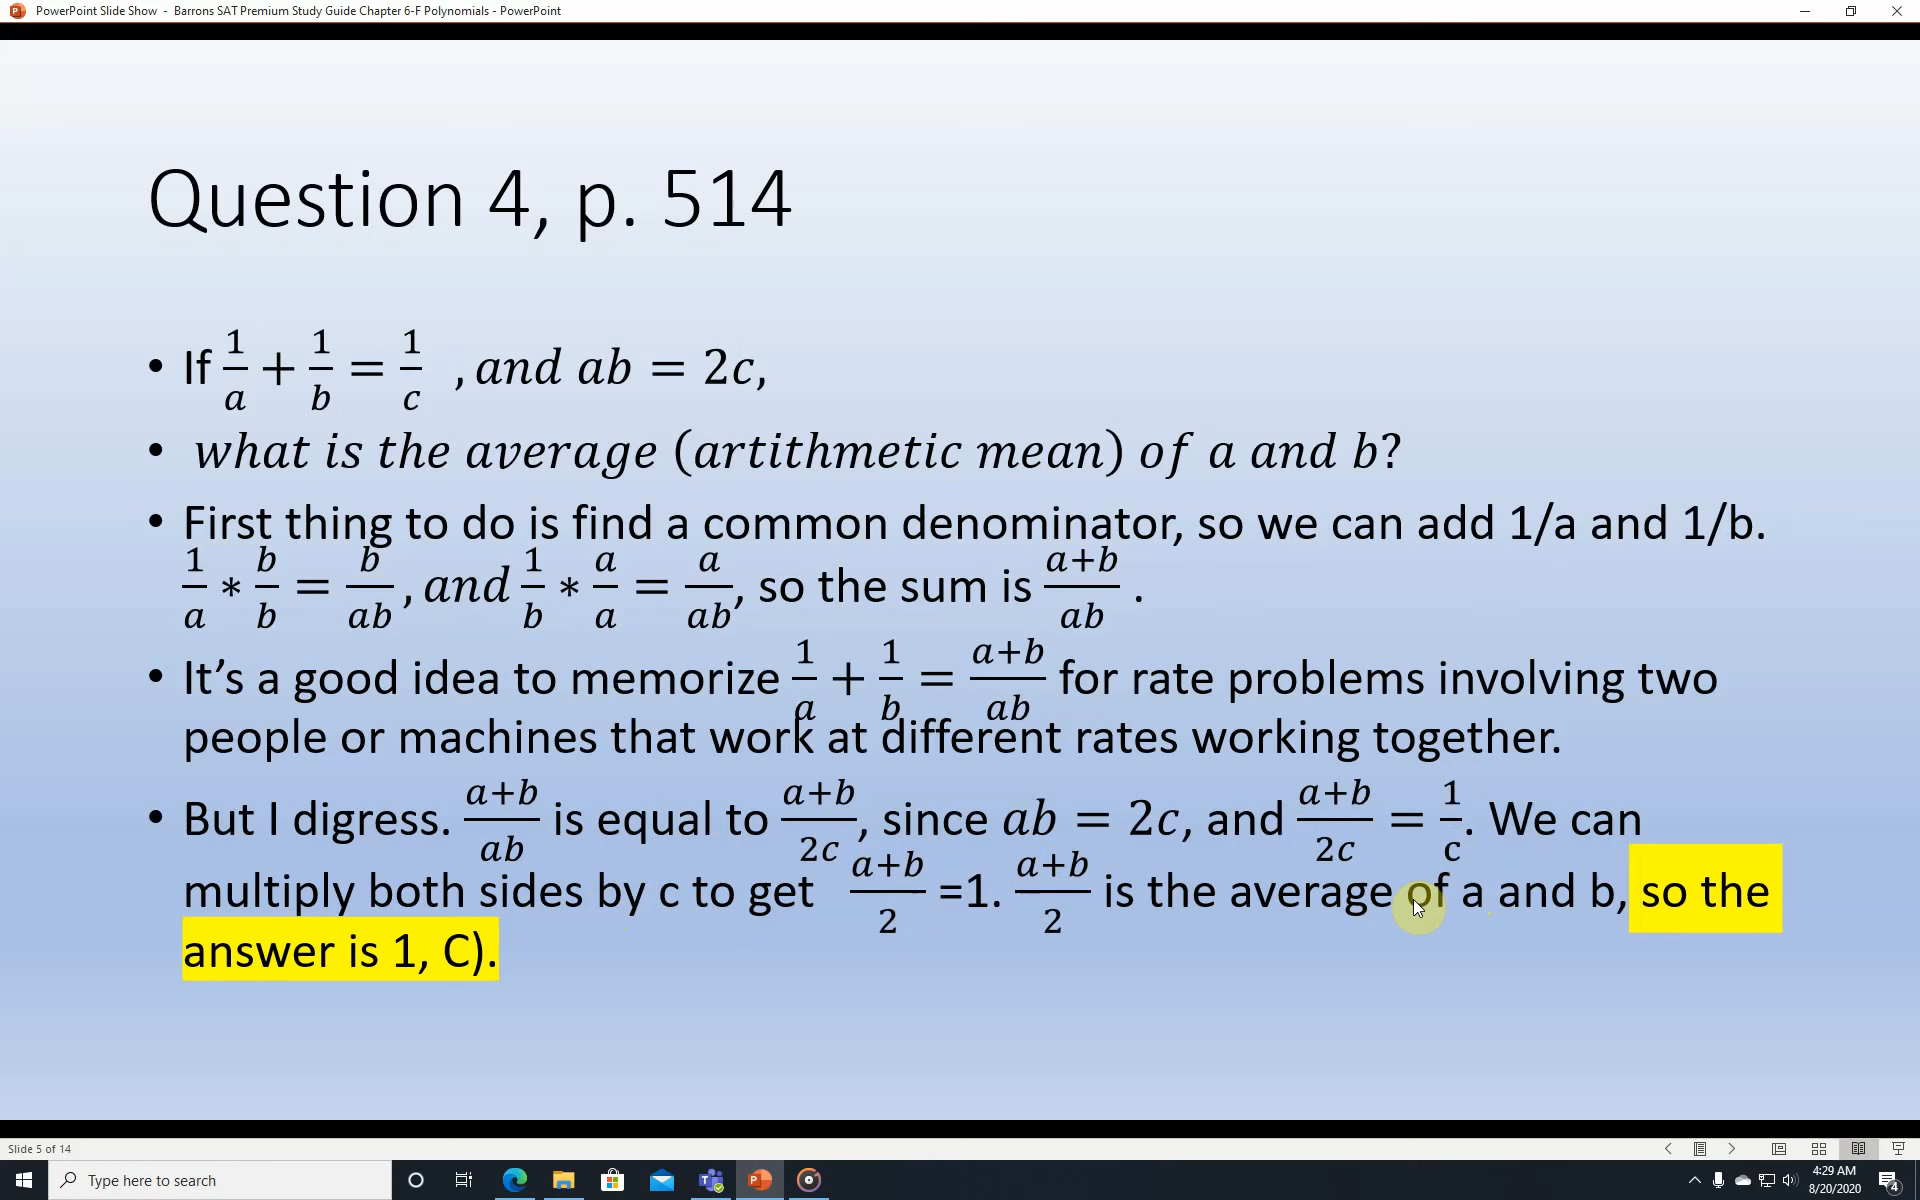 PowerPoint Slide Show - Barrons SAT Premium Study Guide Chapter 6-F Polynomials - PowerPoint
Question 4, p. 514
• If 1/a + 1/b = 1/c , and ab = 2c,
• what is the average (artithmetic mean) of a and b?
• First thing to do is find a common denominator, so we can add 1/a and 1/b.
1/a * b/b = b/ab, and 1/b * a/a = a/ab, so the sum is a+b/ab .
• It’s a good idea to memorize 1/a + 1/b = a+b/ab for rate problems involving two
people or machines that work at different rates working together.
• But I digress. a+b/ab is equal to a+b/2c, since ab = 2c, and a+b/2c = 1/c. We can
multiply both sides by c to get a+b/2 =1. a+b/2 is the average of a and b, so the
answer is 1, C).
Slide 5 of 14
Type here to search
4:29 AM
8/20/2020
4